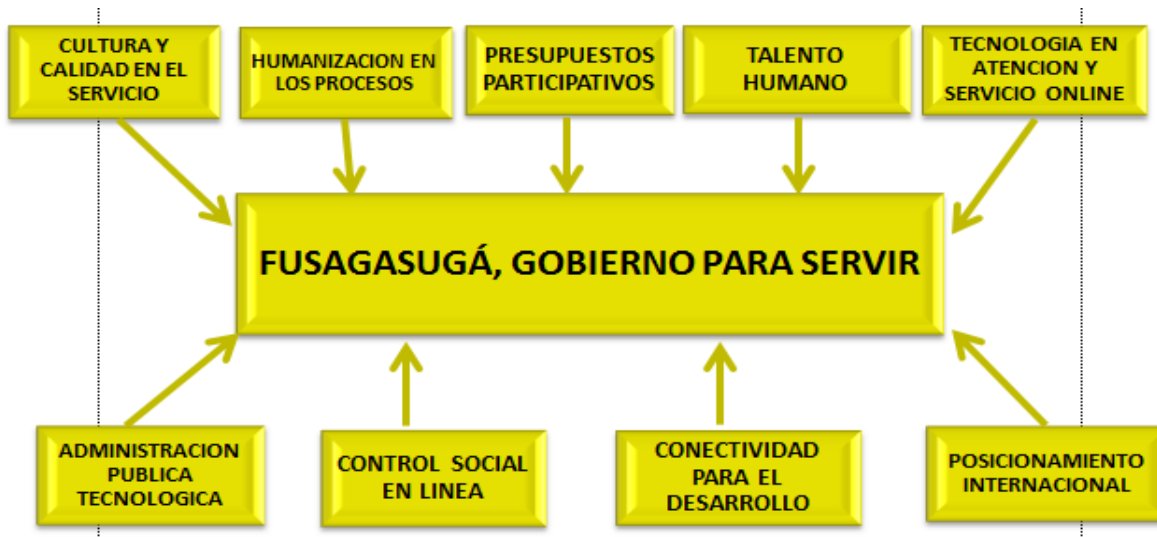 CULTURA Y
CALIDAD EN EL
SERVICIO
HUMANIZACION EN
LOS PROCESOS
PRESUPUESTOS
PARTICIPATIVOS
TALENTO
HUMANO
TECNOLOGIA EN
ATENCION Y
SERVICIO ONLINE
FUSAGASUGÁ, GOBIERNO PARA SERVIR
ADMINISTRACION
PUBLICA
TECNOLOGICA
CONTROL SOCIAL
EN LINEA
CONECTIVIDAD
PARA EL
DESARROLLO
POSICIONAMIENTO
INTERNACIONAL